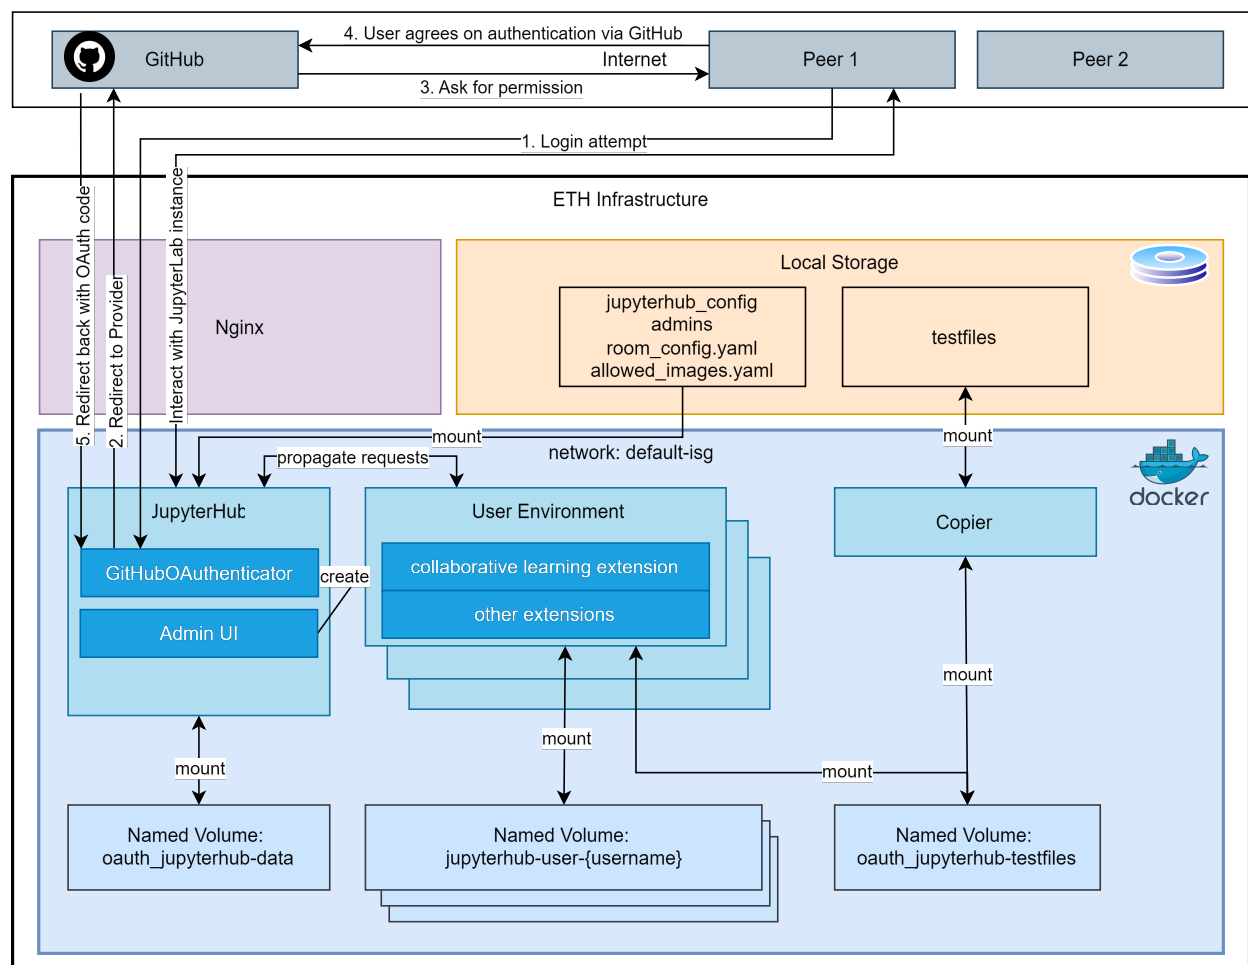 4. User agrees on authentication via GitHub
GitHub
Internet
Peer 1
Peer 2
3. Ask for permission
1. Login attempt
ETH Infrastructure
5. Redirect back with OAuth code
2. Redirect to Provider
Interact with JupyterLab instance
Nginx
Local Storage
jupyterhub_config
admins
room_config.yaml
allowed_images.yaml
testfiles
mount
mount
network: default-isg
propagate requests
docker
JupyterHub
User Environment
Copier
GitHubOAuthenticator
create
collaborative learning extension
other extensions
Admin UI
mount
mount
mount
mount
Named Volume:
oauth_jupyterhub-data
Named Volume:
jupyterhub-user-{username}
Named Volume:
oauth_jupyterhub-testfiles